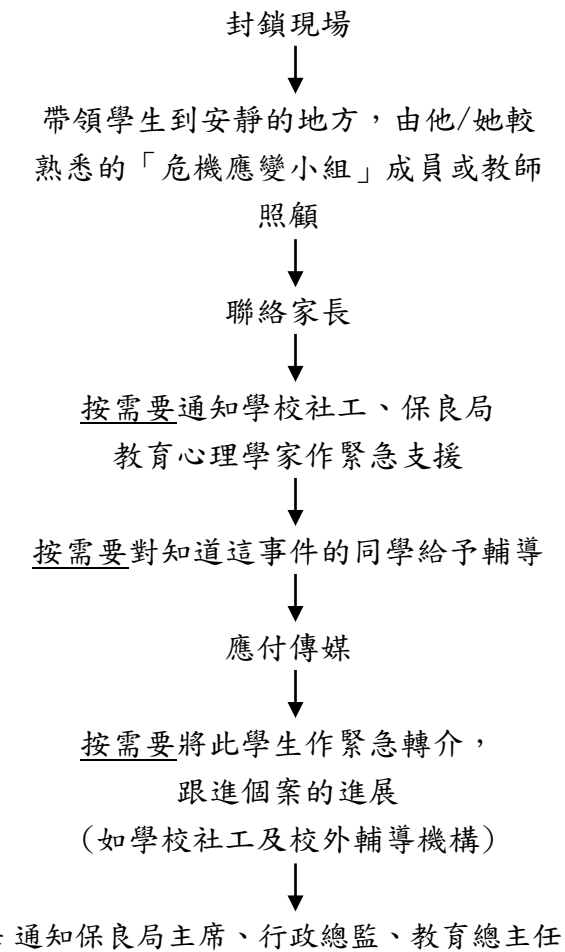 封鎖現場
帶領學生到安靜的地方，由他/她較
熟悉的「危機應變小組」成員或教師
照顧
聯絡家長
按需要通知學校社工、保良局
教育心理學家作緊急支援
按需要對知道這事件的同學給予輔導
應付傳媒
按需要將此學生作緊急轉介，
跟進個案的進展
(如學校社工及校外輔導機構)
通知保良局主席、行政總監、教育總主任